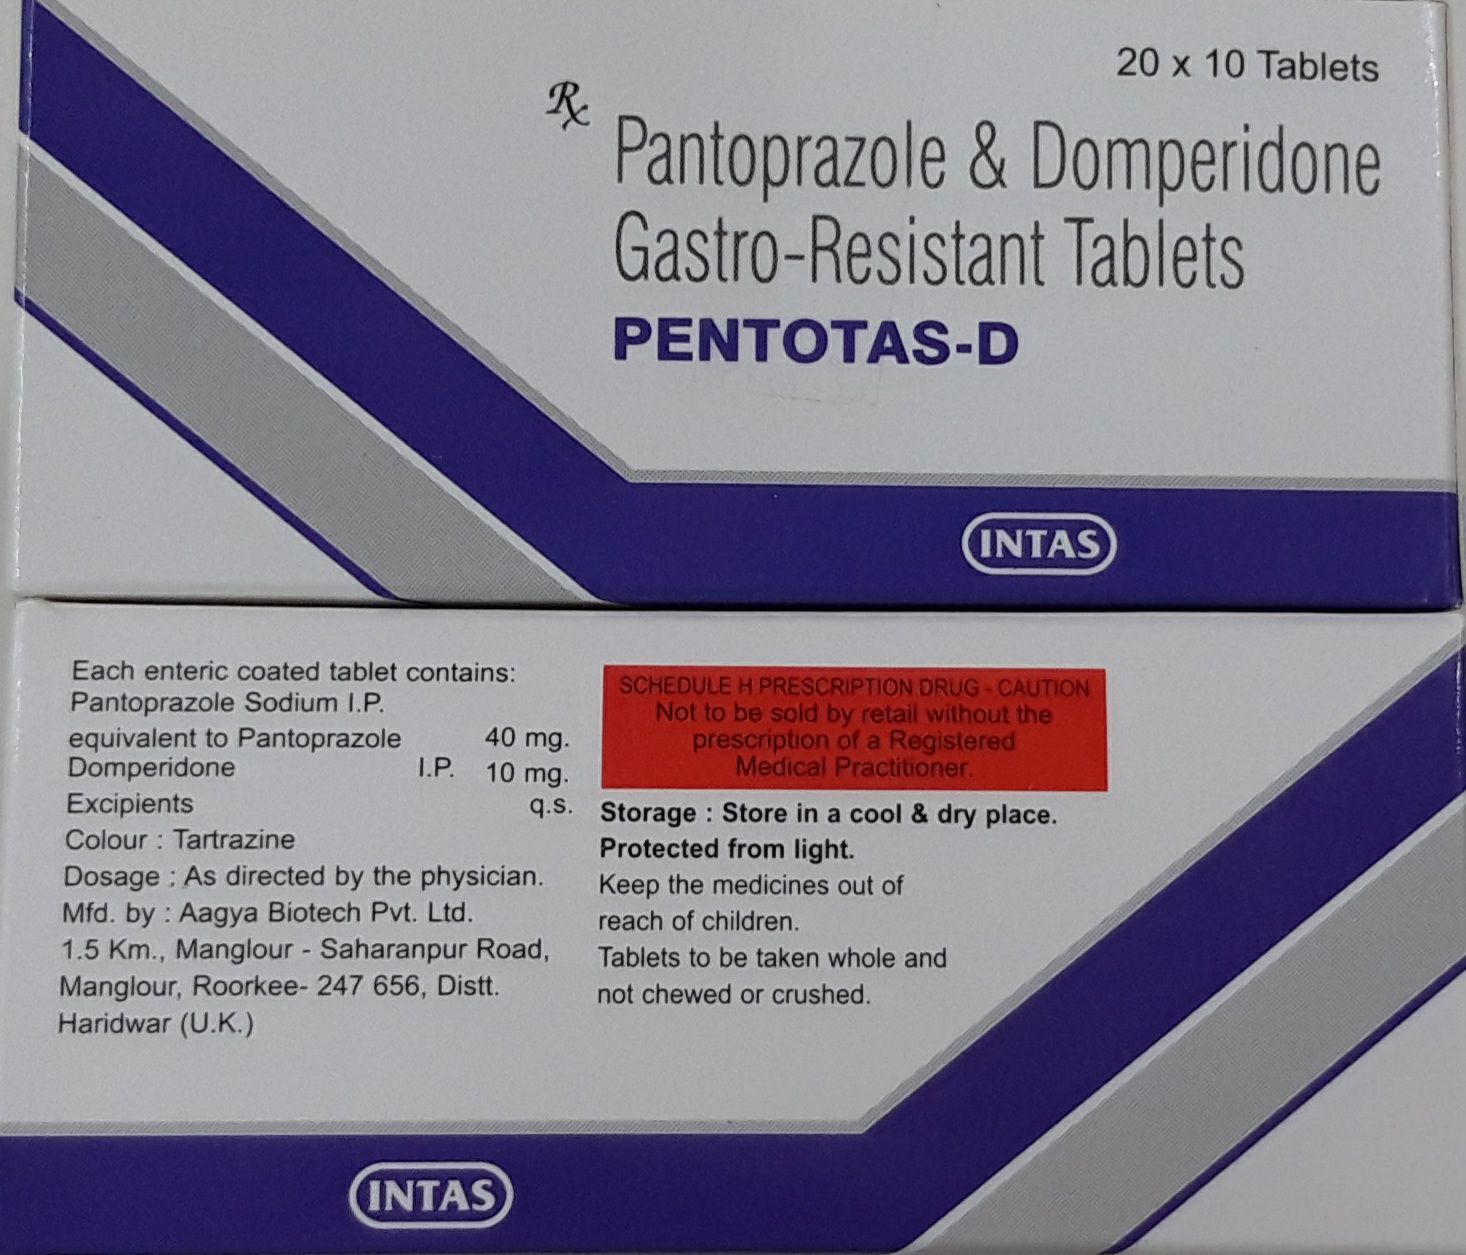 20 x 10 Tablets
Rx
Pantoprazole & Domperidone
Gastro-Resistant Tablets
PENTOTAS-D
INTAS
Each enteric coated tablet contains:
Pantoprazole Sodium I.P.
equivalent to Pantoprazole 40 mg.
Domperidone I.P. 10 mg.
Excipients q.s.
Colour : Tartrazine
Dosage : As directed by the physician.
Mfd. by : Aagya Biotech Pvt. Ltd.
1.5 Km., Manglour - Saharanpur Road,
Manglour, Roorkee- 247 656, Distt.
Haridwar (U.K.)
SCHEDULE H PRESCRIPTION DRUG - CAUTION
Not to be sold by retail without the
prescription of a Registered
Medical Practitioner.
Storage : Store in a cool & dry place.
Protected from light.
Keep the medicines out of
reach of children.
Tablets to be taken whole and
not chewed or crushed.
INTAS